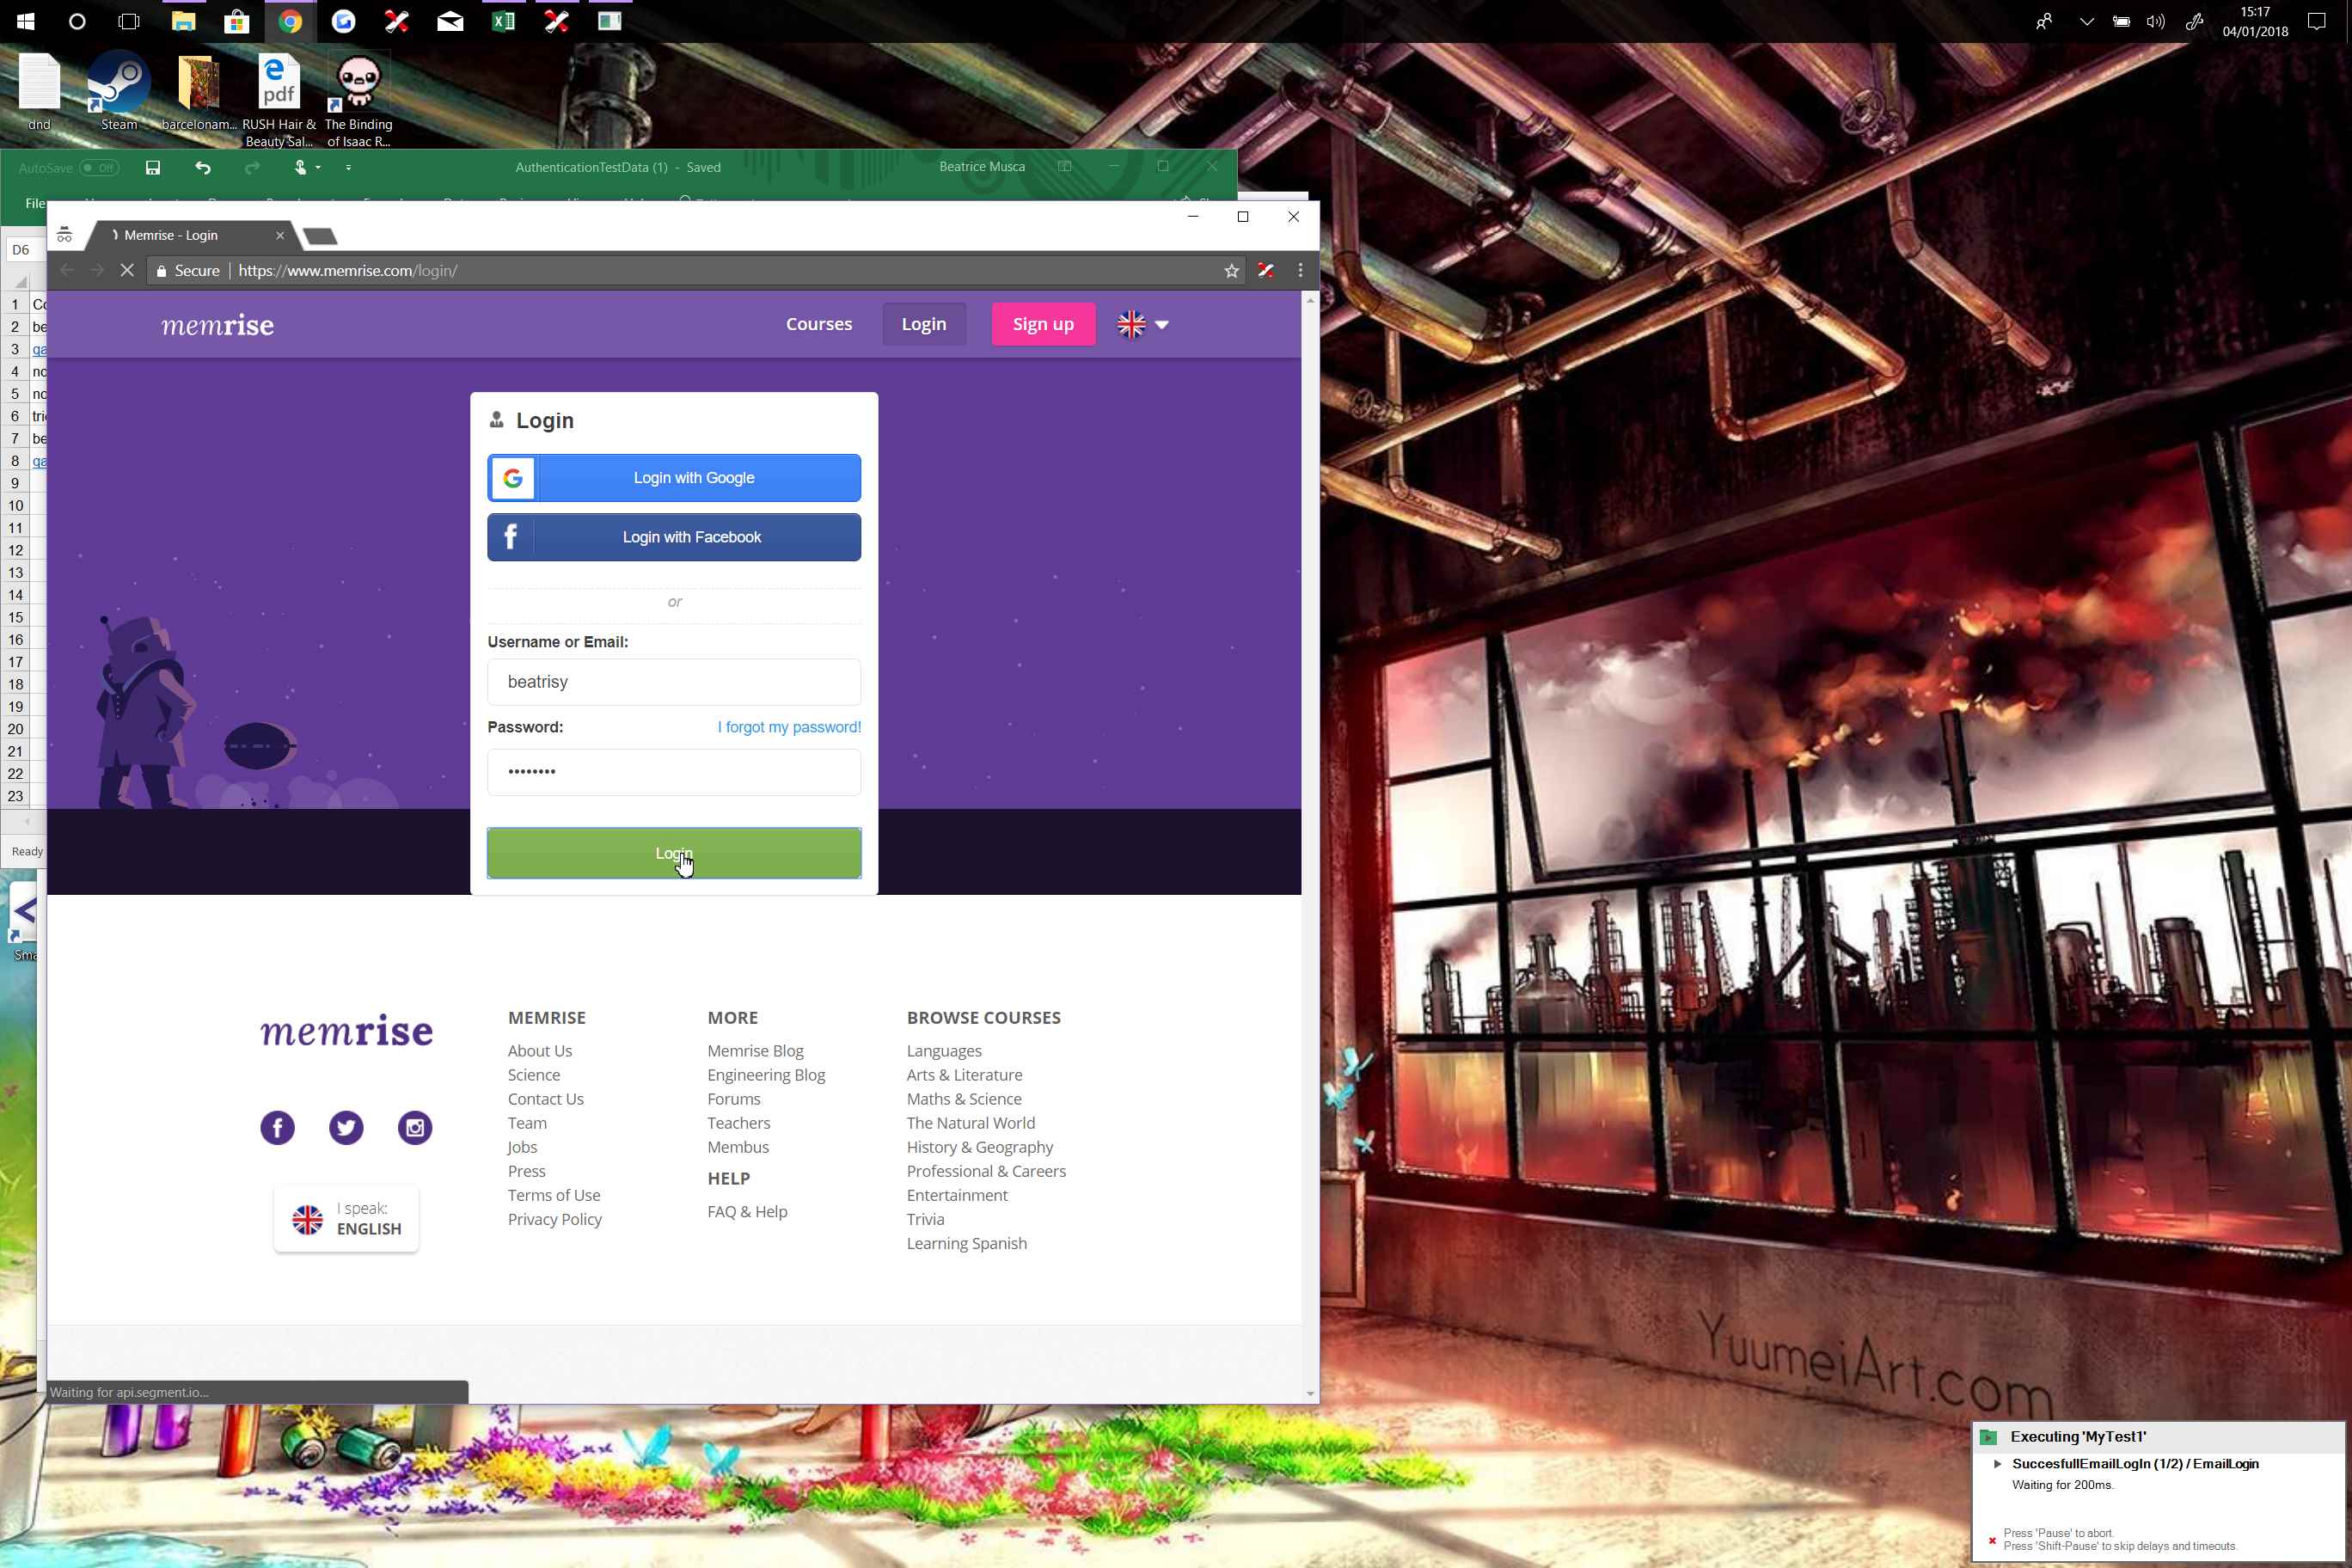 15:17
04/01/2018
dnd
Steam
barcelonam...
RUSH Hair & Beauty Sal...
The Binding of Isaac R...
pdf
AutoSave Off
AuthenticationTestData (1) - Saved
Beatrice Musca
File
D6
Memrise - Login
Secure https://www.memrise.com/login/
memrise
Courses
Login
Sign up
Login
Login with Google
Login with Facebook
or
Username or Email:
beatrisy
Password:
I forgot my password!
••••••••
Login
1
2 be
3 ga
4 no
5 no
6 tri
7 be
8 ga
9
10
11
12
13
14
15
16
17
18
19
20
21
22
23
Ready
memrise
I speak:
ENGLISH
MEMRISE
About Us
Science
Contact Us
Team
Jobs
Press
Terms of Use
Privacy Policy
MORE
Memrise Blog
Engineering Blog
Forums
Teachers
Membus
HELP
FAQ & Help
BROWSE COURSES
Languages
Arts & Literature
Maths & Science
The Natural World
History & Geography
Professional & Careers
Entertainment
Trivia
Learning Spanish
Waiting for api.segment.io...
YuumeiArt.com
Executing 'MyTest1'
SuccesfullEmailLogIn (1/2) / EmailLogin
Waiting for 200ms.
Press 'Pause' to abort.
Press 'Shift-Pause' to skip delays and timeouts.